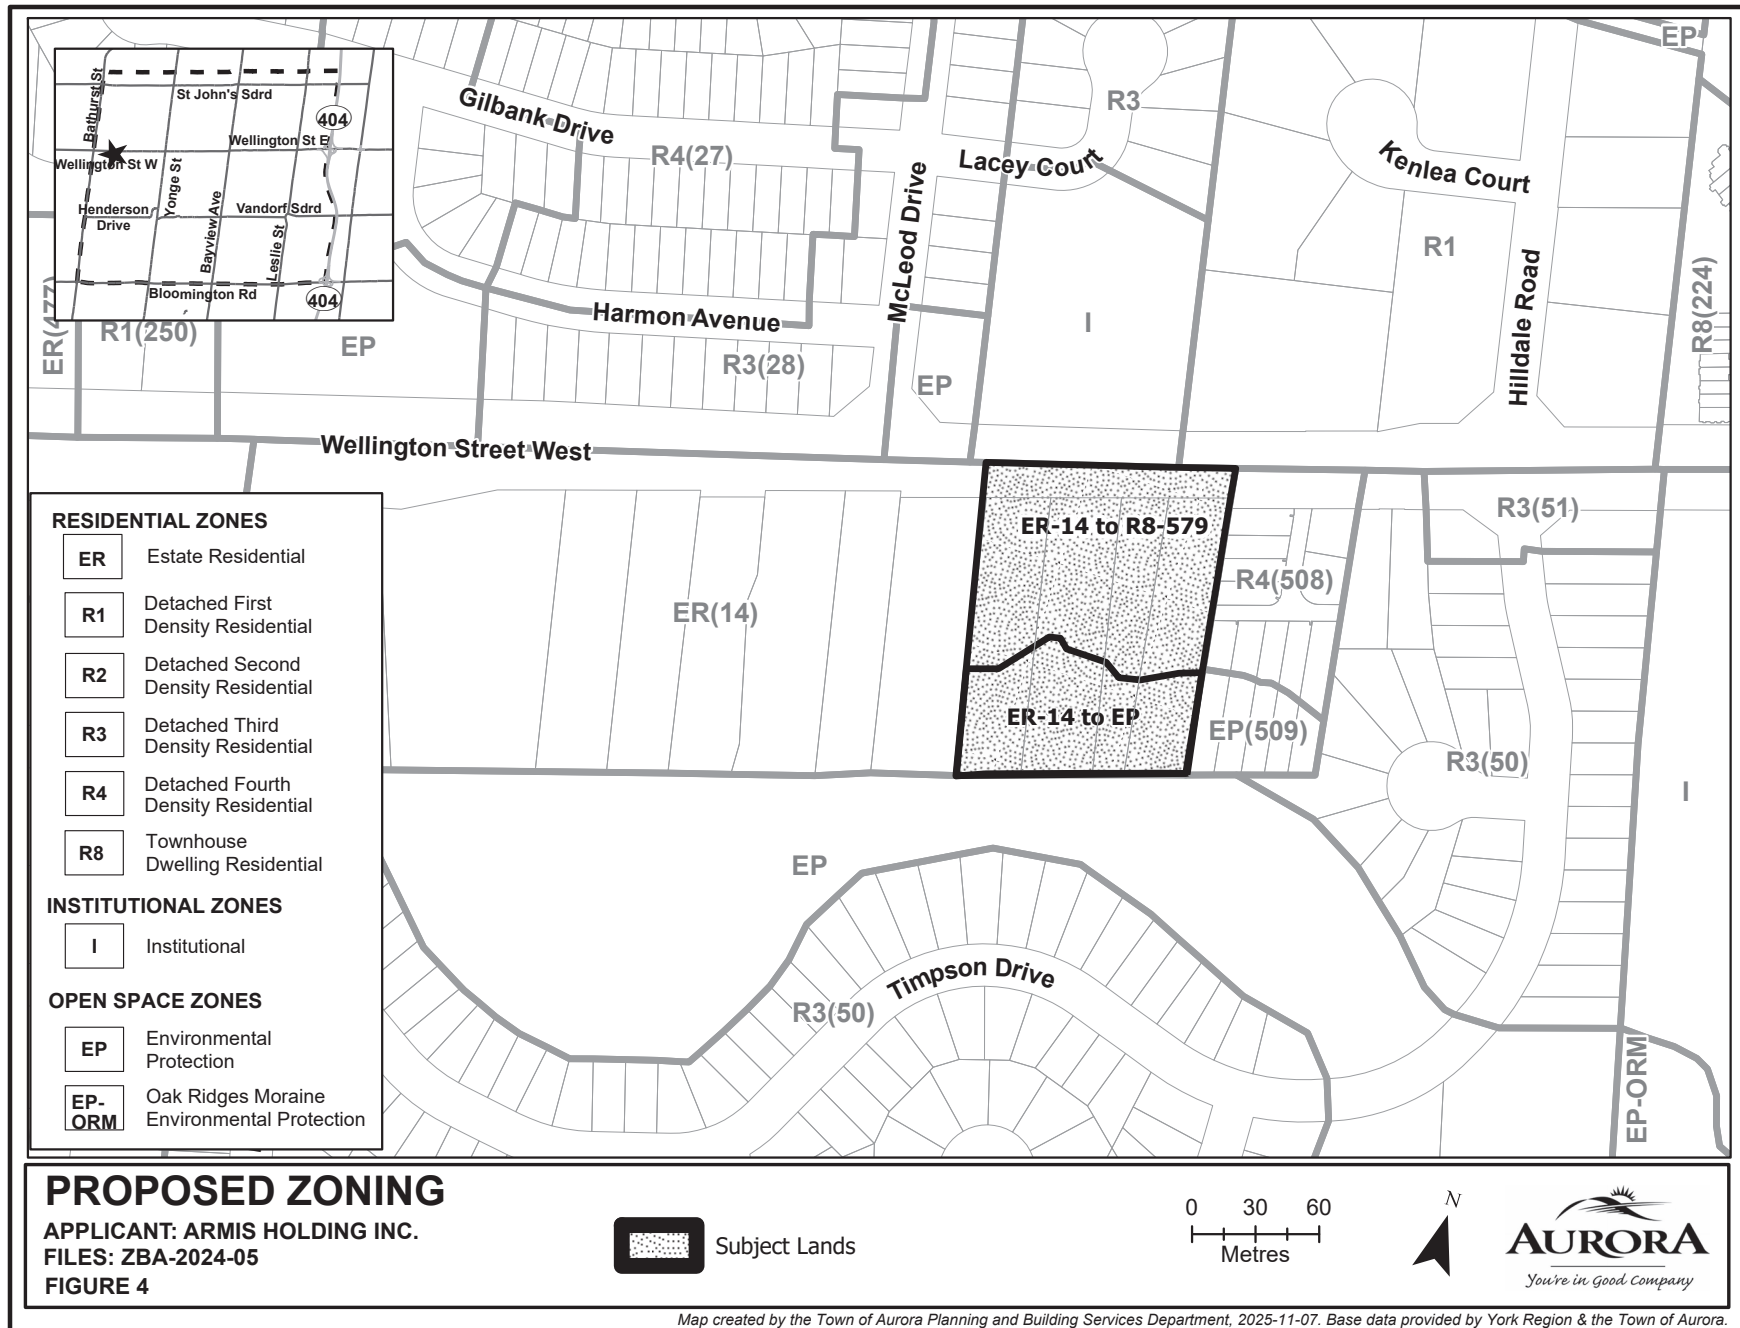 Bathurst St
St John's Sdrd
404
Wellington St E
Wellington St W
Yonge St
Henderson
Drive
Bayview Ave
Vandorf Sdrd
Leslie St
Bloomington Rd
404
EP
R3
Gilbank Drive
R4(27)
Lacey Court
Kenlea Court
McLeod Drive
R1
Hilldale Road
R8(224)
ER(477)
R1(250)
EP
Harmon Avenue
R3(28)
I
EP
Wellington Street West
ER-14 to R8-579
R3(51)
R4(508)
ER(14)
ER-14 to EP
EP(509)
R3(50)
I
EP
Timpson Drive
R3(50)
EP-ORM
RESIDENTIAL ZONES
ER Estate Residential
R1 Detached First
Density Residential
R2 Detached Second
Density Residential
R3 Detached Third
Density Residential
R4 Detached Fourth
Density Residential
R8 Townhouse
Dwelling Residential
INSTITUTIONAL ZONES
I Institutional
OPEN SPACE ZONES
EP Environmental
Protection
EP- Oak Ridges Moraine
ORM Environmental Protection
PROPOSED ZONING
APPLICANT: ARMIS HOLDING INC.
FILES: ZBA-2024-05
FIGURE 4
Subject Lands
0 30 60
Metres
N
AURORA
You're in Good Company
Map created by the Town of Aurora Planning and Building Services Department, 2025-11-07. Base data provided by York Region & the Town of Aurora.